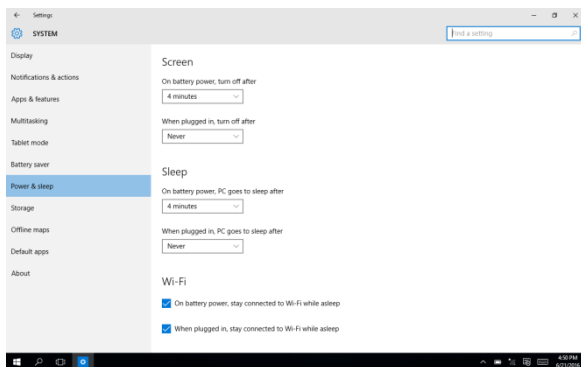 Settings
SYSTEM
Find a setting
Display
Notifications & actions
Apps & features
Multitasking
Tablet mode
Battery saver
Power & sleep
Storage
Offline maps
Default apps
About
Screen
On battery power, turn off after
4 minutes
When plugged in, turn off after
Never
Sleep
On battery power, PC goes to sleep after
4 minutes
When plugged in, PC goes to sleep after
Never
Wi-Fi
On battery power, stay connected to Wi-Fi while asleep
When plugged in, stay connected to Wi-Fi while asleep
4:50 PM
6/21/2016